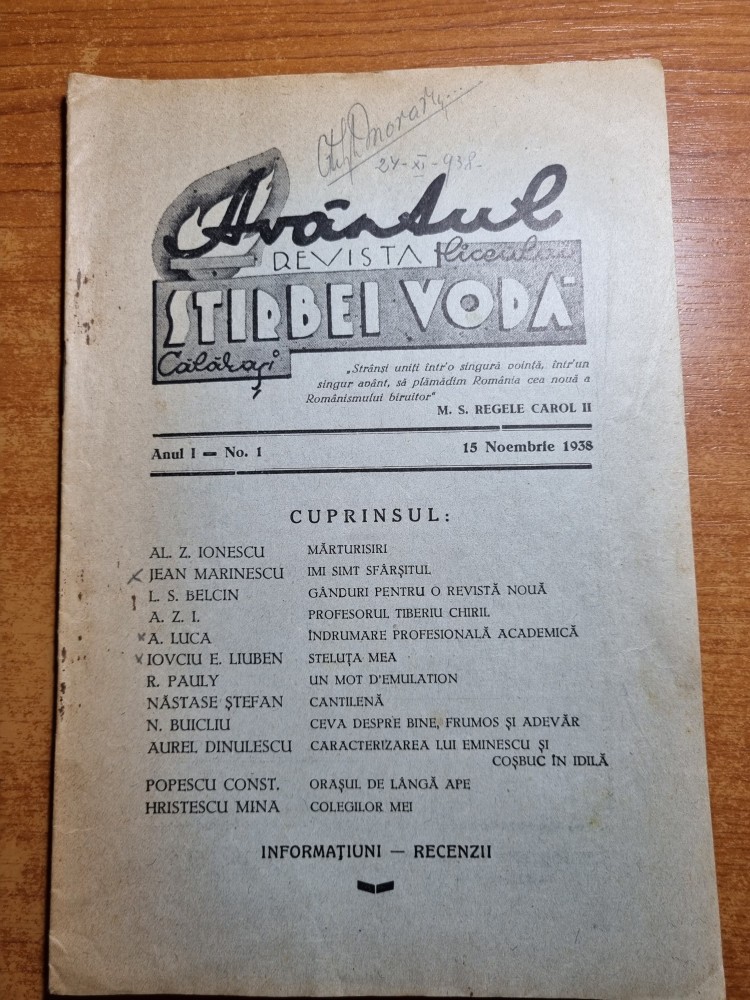 24-XI-938-
Avântul
REVISTA liceului
STIRBEI VODĂ
Călărași
„Strânși uniți într'o singură voință, într'un
singur avânt, să plămădim România cea nouă a
Românismului biruitor"
M. S. REGELE CAROL II
Anul I — No. 1 15 Noembrie 1938
CUPRINSUL:
AL. Z. IONESCU MĂRTURISIRI
JEAN MARINESCU IMI SIMT SFÂRȘITUL
L. S. BELCIN GÂNDURI PENTRU O REVISTĂ NOUĂ
A. Z. I. PROFESORUL TIBERIU CHIRIL
A. LUCA ÎNDRUMARE PROFESIONALĂ ACADEMICĂ
IOVCIU E. LIUBEN STELUȚA MEA
R. PAULY UN MOT D'EMULATION
NĂSTASE ȘTEFAN CANTILENĂ
N. BUICLIU CEVA DESPRE BINE, FRUMOS ȘI ADEVĂR
AUREL DINULESCU CARACTERIZAREA LUI EMINESCU ȘI
COȘBUC ÎN IDILĂ
POPESCU CONST. ORAȘUL DE LÂNGĂ APE
HRISTESCU MINA COLEGILOR MEI
INFORMAȚIUNI — RECENZII